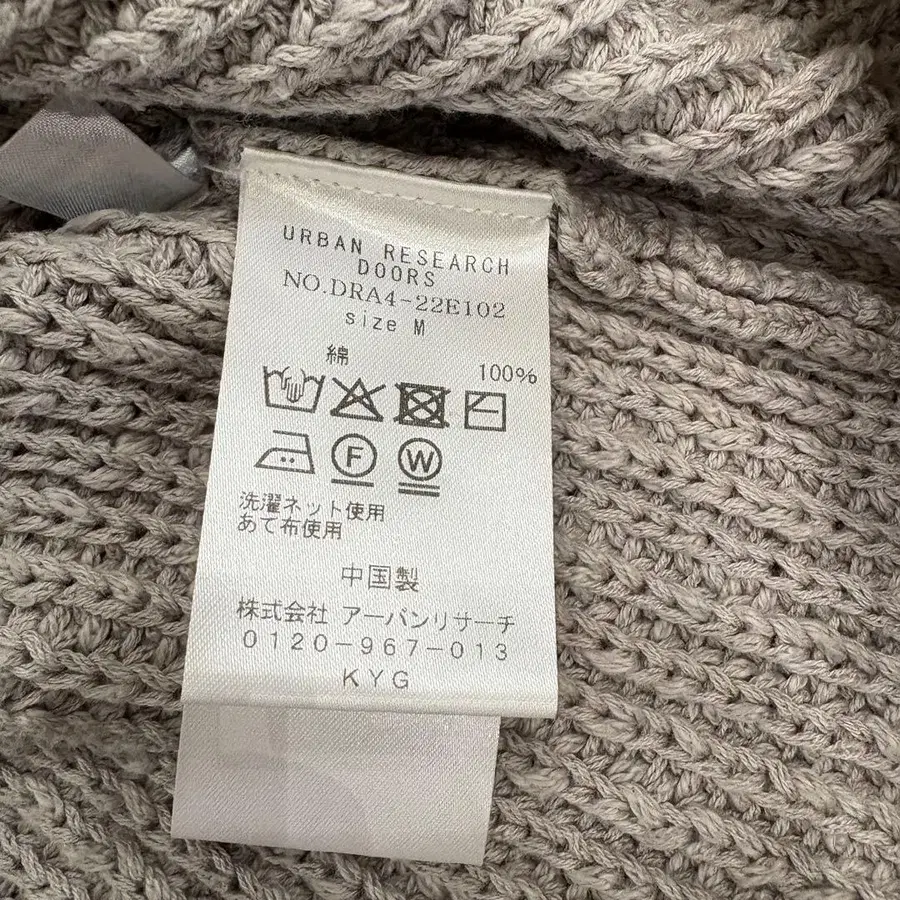 URBAN RESEARCH
DOORS
NO.DRA4-22E102
size M
綿 100%
F W
洗濯ネット使用
あて布使用
中国製
株式会社 アーバンリサーチ
0120-967-013
KYG